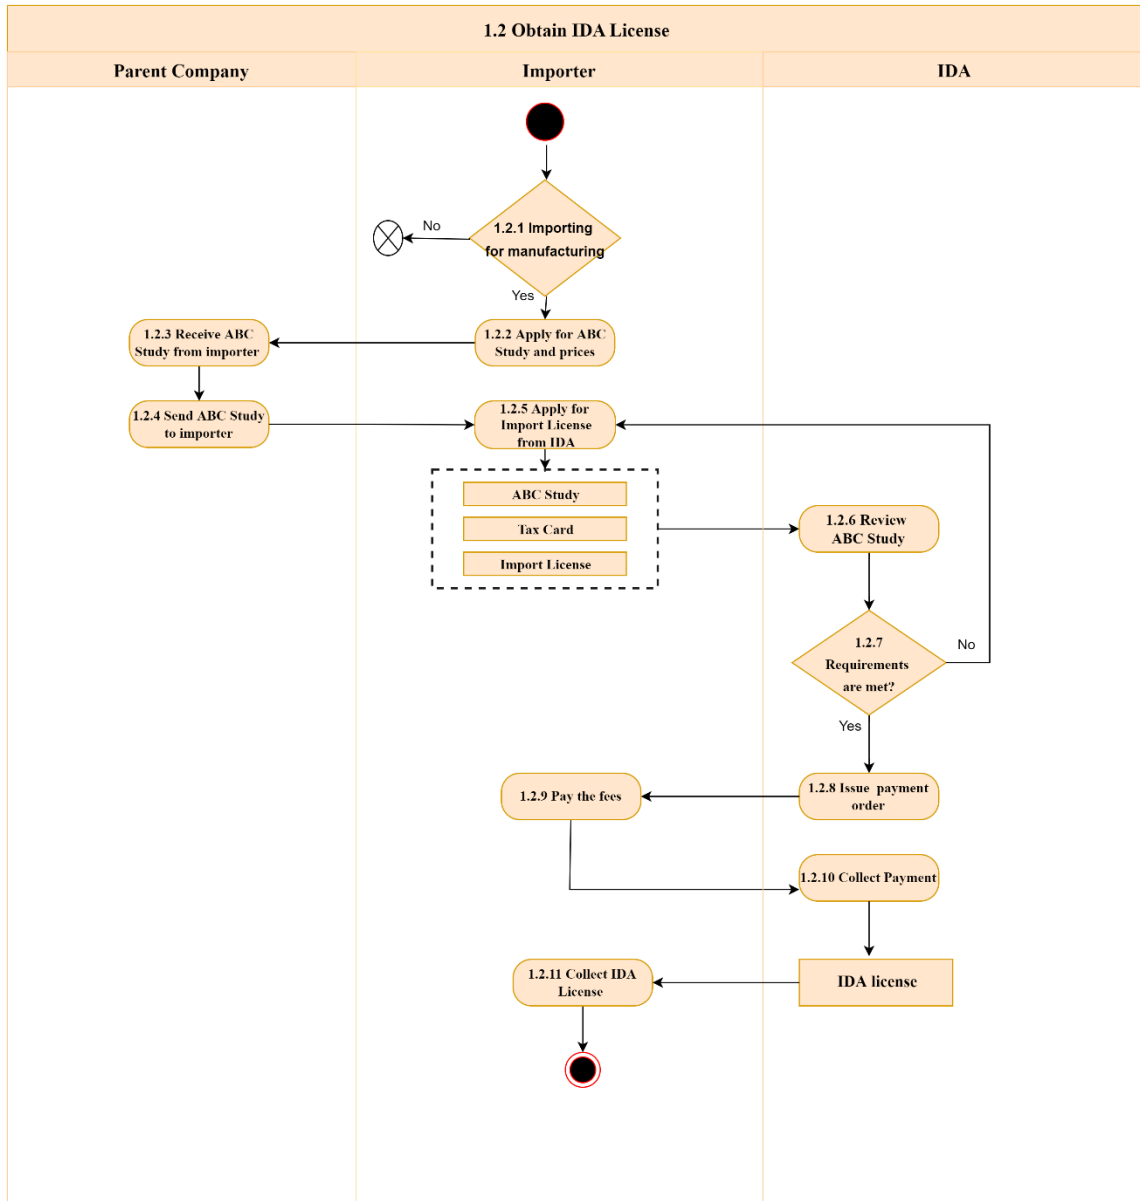 1.2 Obtain IDA License
Parent Company
Importer
IDA
1.2.1 Importing
for manufacturing
No
Yes
1.2.3 Receive ABC
Study from importer
1.2.2 Apply for ABC
Study and prices
1.2.4 Send ABC Study
to importer
1.2.5 Apply for
Import License
from IDA
ABC Study
Tax Card
Import License
1.2.6 Review
ABC Study
1.2.7
Requirements
are met?
No
Yes
1.2.9 Pay the fees
1.2.8 Issue payment
order
1.2.10 Collect Payment
1.2.11 Collect IDA
License
IDA license